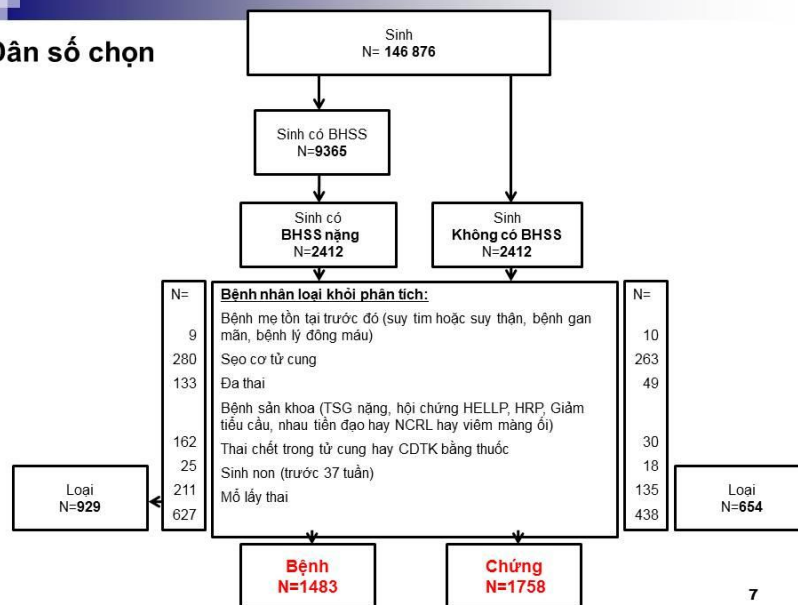 Dân số chọn
Sinh
N= 146 876
Sinh có BHSS
N=9365
Sinh có
BHSS nặng
N=2412
Sinh
Không có BHSS
N=2412
N=
9
280
133
162
25
211
627
Bệnh nhân loại khỏi phân tích:
Bệnh mẹ tồn tại trước đó (suy tim hoặc suy thận, bệnh gan
mãn, bệnh lý đông máu)
Sẹo cơ tử cung
Đa thai
Bệnh sản khoa (TSG nặng, hội chứng HELLP, HRP, Giảm
tiểu cầu, nhau tiền đạo hay NCRL hay viêm màng ối)
Thai chết trong tử cung hay CDTK bằng thuốc
Sinh non (trước 37 tuần)
Mổ lấy thai
N=
10
263
49
30
18
135
438
Loại
N=929
Loại
N=654
Bệnh
N=1483
Chứng
N=1758
7